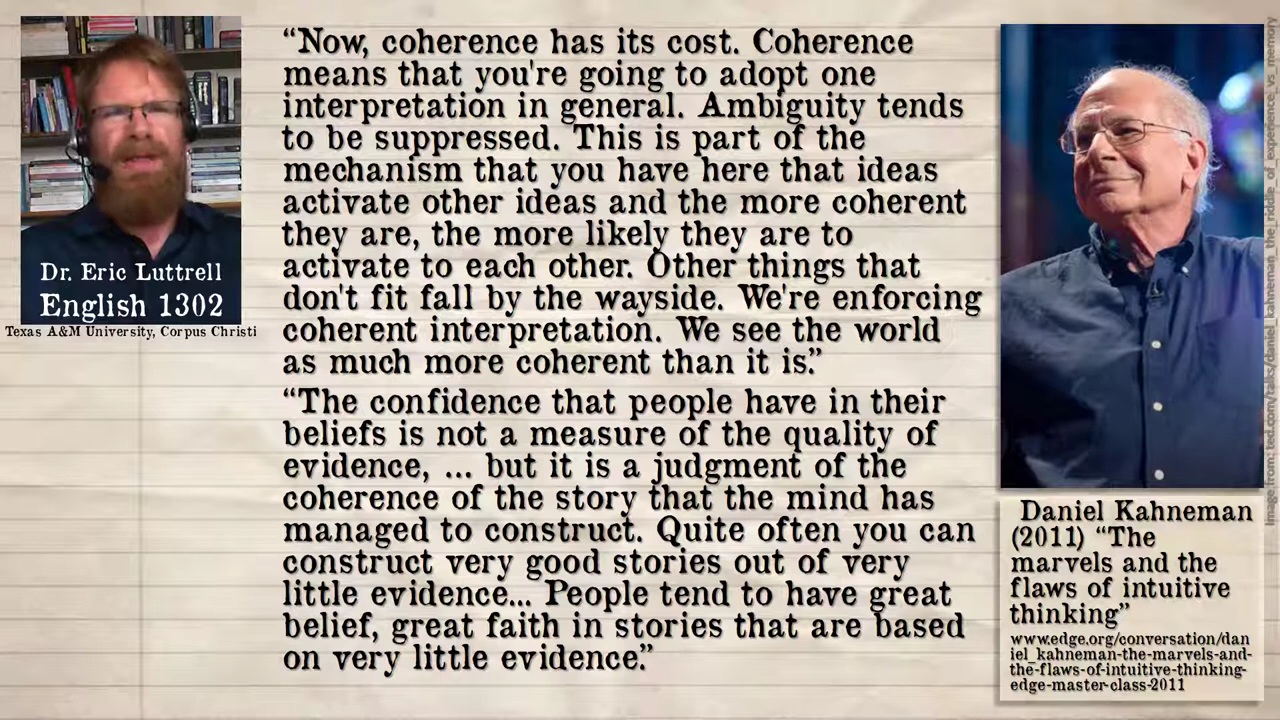 Dr. Eric Luttrell
English 1302
Texas A&M University, Corpus Christi
“Now, coherence has its cost. Coherence
means that you're going to adopt one
interpretation in general. Ambiguity tends
to be suppressed. This is part of the
mechanism that you have here that ideas
activate other ideas and the more coherent
they are, the more likely they are to
activate to each other. Other things that
don't fit fall by the wayside. We're enforcing
coherent interpretation. We see the world
as much more coherent than it is.”
“The confidence that people have in their
beliefs is not a measure of the quality of
evidence, ... but it is a judgment of the
coherence of the story that the mind has
managed to construct. Quite often you can
construct very good stories out of very
little evidence... People tend to have great
belief, great faith in stories that are based
on very little evidence.”
Image from: ted.com/talks/daniel_kahneman_the_riddle_of_experience_vs_memory
Daniel Kahneman
(2011) “The
marvels and the
flaws of intuitive
thinking”
www.edge.org/conversation/dan
iel_kahneman-the-marvels-and-
the-flaws-of-intuitive-thinking-
edge-master-class-2011